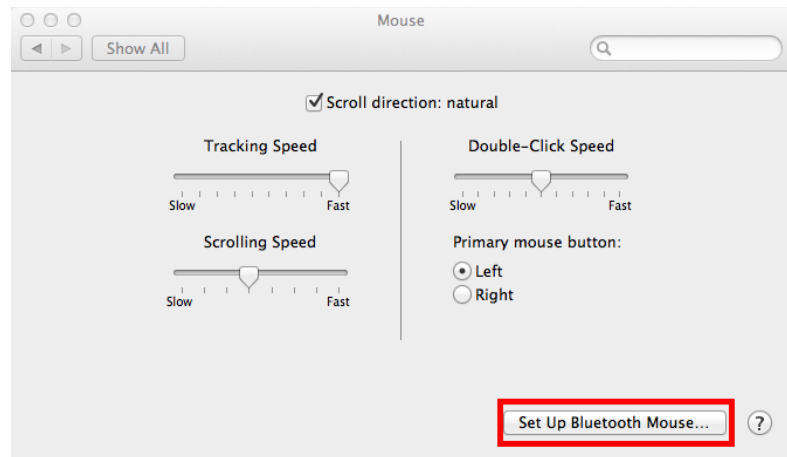 Mouse
Show All
Scroll direction: natural
Tracking Speed
Slow Fast
Scrolling Speed
Slow Fast
Double-Click Speed
Slow Fast
Primary mouse button:
Left
Right
Set Up Bluetooth Mouse... ?